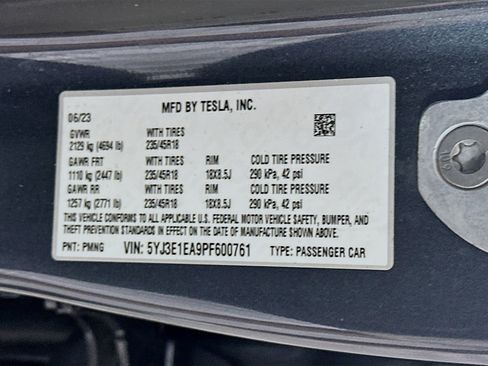 MFD BY TESLA, INC.
06/23
GVWR WITH TIRES
2129 kg (4694 lb) 235/45R18
GAWR FRT WITH TIRES RIM COLD TIRE PRESSURE
1110 kg (2447 lb) 235/45R18 18X8.5J 290 kPa, 42 psi
GAWR RR WITH TIRES RIM COLD TIRE PRESSURE
1257 kg (2771 lb) 235/45R18 18X8.5J 290 kPa, 42 psi
THIS VEHICLE CONFORMS TO ALL APPLICABLE U.S. FEDERAL MOTOR VEHICLE SAFETY, BUMPER, AND
THEFT PREVENTION STANDARDS IN EFFECT ON THE DATE OF MANUFACTURE SHOWN ABOVE.
PNT: PMNG VIN: 5YJ3E1EA9PF600761 TYPE: PASSENGER CAR